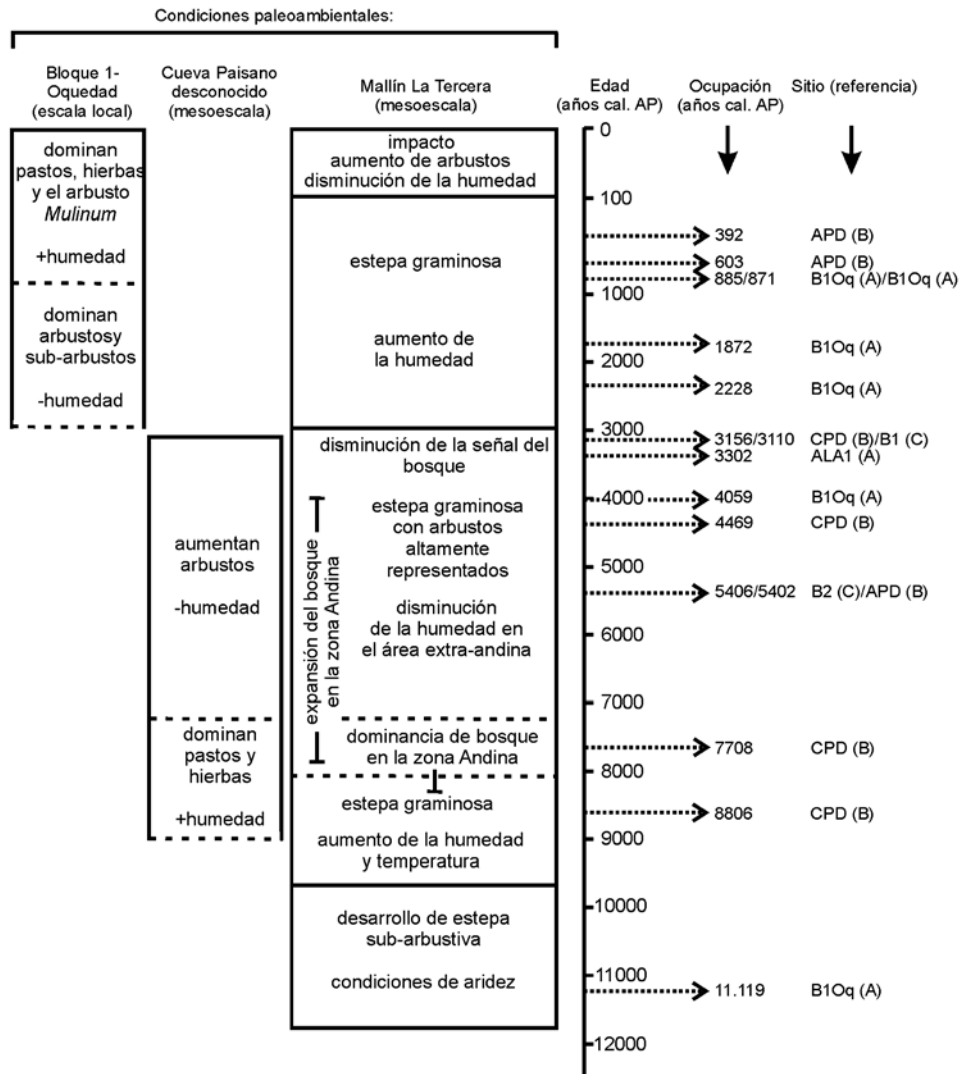 Condiciones paleoambientales:
Bloque 1-
Oquedad
(escala local)
Cueva Paisano
desconocido
(mesoescala)
Mallín La Tercera
(mesoescala)
Edad
(años cal. AP)
Ocupación
(años cal. AP)
Sitio (referencia)
dominan
pastos, hierbas
y el arbusto
Mulinum
+humedad
dominan
arbustosy
sub-arbustos
-humedad
aumentan
arbustos
-humedad
dominan
pastos y
hierbas
+humedad
impacto
aumento de arbustos
disminución de la humedad
estepa graminosa
aumento de
la humedad
disminución de la señal del
bosque
expansión del bosque
en la zona Andina
estepa graminosa
con arbustos
altamente
representados
disminución
de la humedad en
el área extra-andina
dominancia de bosque
en la zona Andina
estepa graminosa
aumento de la humedad
y temperatura
desarrollo de estepa
sub-arbustiva
condiciones de aridez
0
100
1000
2000
3000
4000
5000
6000
7000
8000
9000
10000
11000
12000
392 APD (B)
603 APD (B)
885/871 B1Oq (A)/B1Oq (A)
1872 B1Oq (A)
2228 B1Oq (A)
3156/3110 CPD (B)/B1 (C)
3302 ALA1 (A)
4059 B1Oq (A)
4469 CPD (B)
5406/5402 B2 (C)/APD (B)
7708 CPD (B)
8806 CPD (B)
11.119 B1Oq (A)